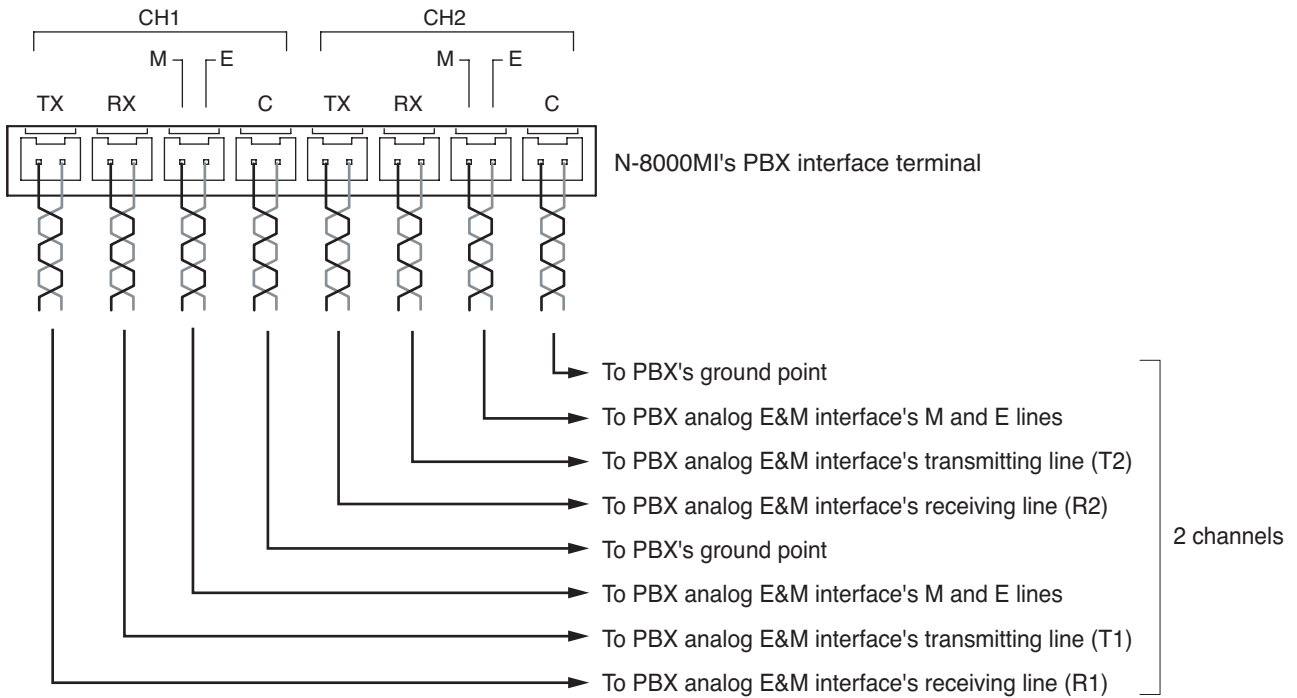 CH1 CH2
M E M E
TX RX C TX RX C
N-8000MI's PBX interface terminal
To PBX's ground point
To PBX analog E&M interface's M and E lines
To PBX analog E&M interface's transmitting line (T2)
To PBX analog E&M interface's receiving line (R2)
To PBX's ground point
2 channels
To PBX analog E&M interface's M and E lines
To PBX analog E&M interface's transmitting line (T1)
To PBX analog E&M interface's receiving line (R1)